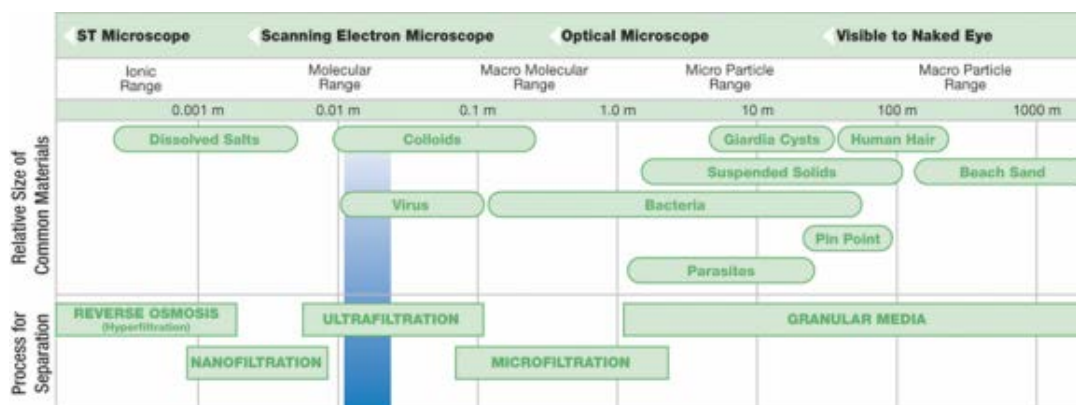 ST Microscope
Scanning Electron Microscope
Optical Microscope
Visible to Naked Eye
Ionic
Range
Molecular
Range
Macro Molecular
Range
Micro Particle
Range
Macro Particle
Range
0.001 m
0.01 m
0.1 m
1.0 m
10 m
100 m
1000 m
Relative Size of
Common Materials
Dissolved Salts
Colloids
Giardia Cysts
Human Hair
Suspended Solids
Beach Sand
Virus
Bacteria
Pin Point
Parasites
Process for
Separation
REVERSE OSMOSIS
(Hyperfiltration)
ULTRAFILTRATION
GRANULAR MEDIA
NANOFILTRATION
MICROFILTRATION